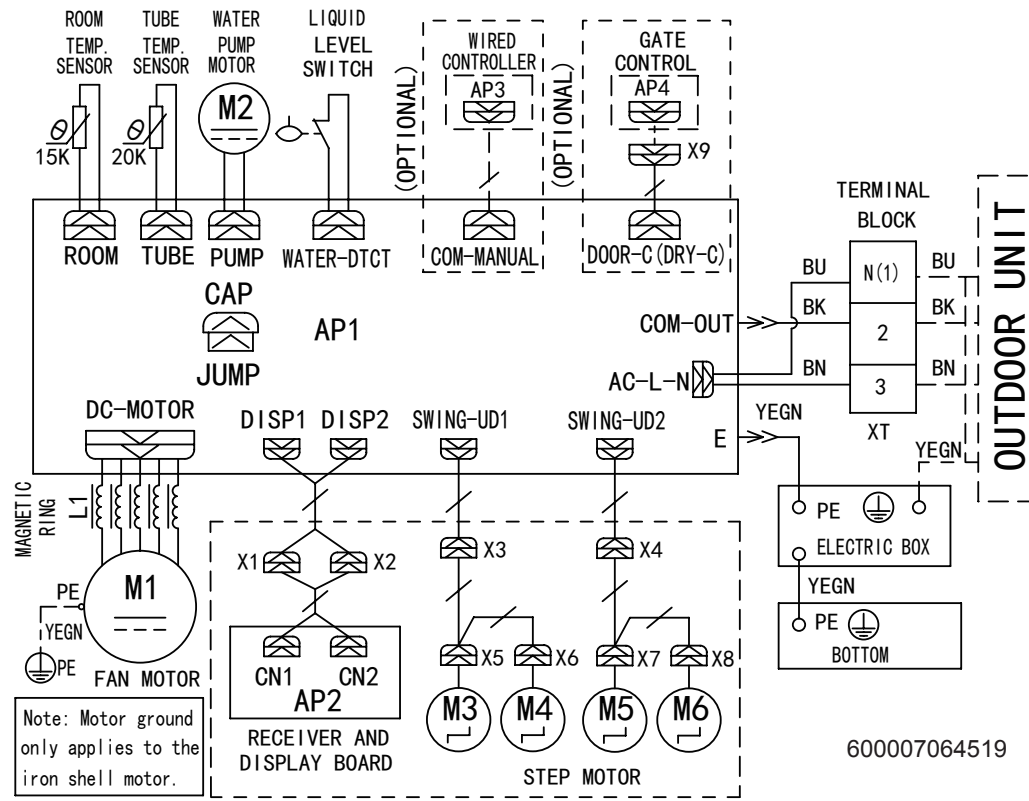 ROOM
TEMP.
SENSOR
TUBE
TEMP.
SENSOR
WATER
PUMP
MOTOR
LIQUID
LEVEL
SWITCH
(OPTIONAL)
WIRED
CONTROLLER
AP3
(OPTIONAL)
GATE
CONTROL
AP4
X9
θ
15K
θ
20K
M2
ROOM
TUBE
PUMP
WATER-DTCT
COM-MANUAL
DOOR-C(DRY-C)
CAP
JUMP
AP1
COM-OUT
AC-L-N
E
TERMINAL
BLOCK
BU
N(1)
BU
BK
2
BK
BN
3
BN
XT
YEGN
YEGN
OUTDOOR UNIT
DC-MOTOR
DISP1
DISP2
SWING-UD1
SWING-UD2
MAGNETIC
RING
L1
M1
PE
YEGN
PE
FAN MOTOR
X1
X2
X3
X4
CN1
CN2
AP2
RECEIVER AND
DISPLAY BOARD
X5
X6
X7
X8
M3
M4
M5
M6
STEP MOTOR
PE
ELECTRIC BOX
YEGN
PE
BOTTOM
Note: Motor ground
only applies to the
iron shell motor.
600007064519